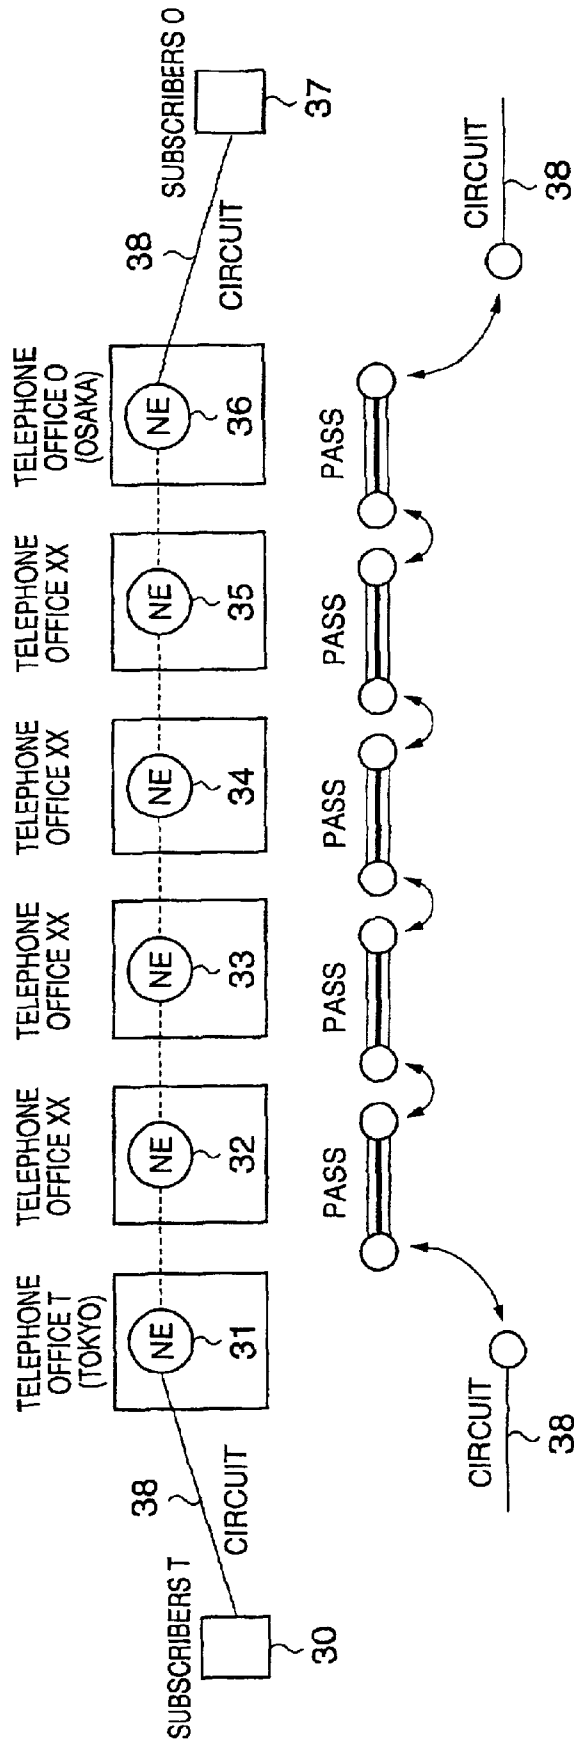 SUBSCRIBERS T
30
38
CIRCUIT
TELEPHONE
OFFICE T
(TOKYO)
NE
31
TELEPHONE
OFFICE XX
NE
32
TELEPHONE
OFFICE XX
NE
33
TELEPHONE
OFFICE XX
NE
34
TELEPHONE
OFFICE XX
NE
35
TELEPHONE
OFFICE O
(OSAKA)
NE
36
38
CIRCUIT
SUBSCRIBERS O
37
CIRCUIT
38
PASS
PASS
PASS
PASS
PASS
CIRCUIT
38